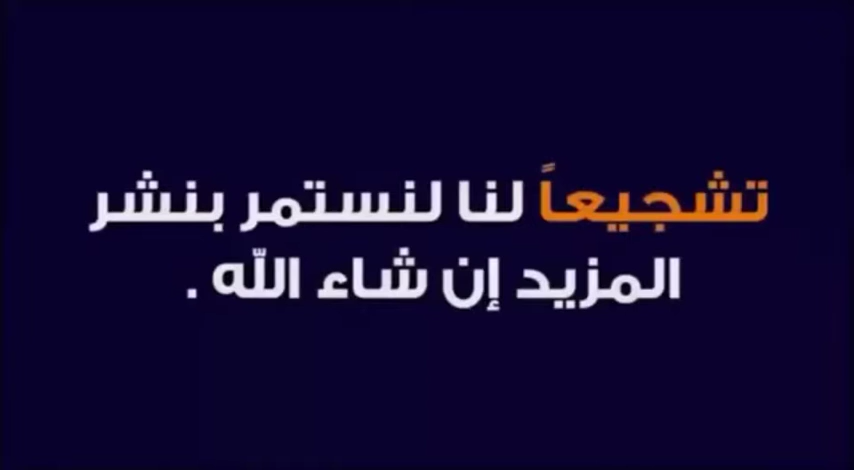 تشجيعاً لنا لنستمر بنشر
المزيد إن شاء الله .